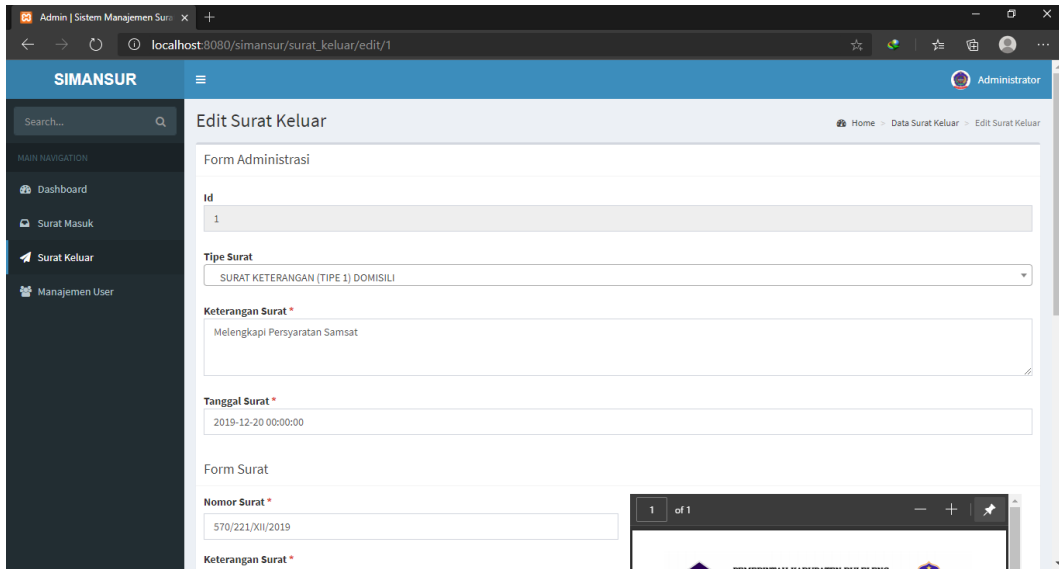 Admin | Sistem Manajemen Sura
localhost:8080/simansur/surat_keluar/edit/1
SIMANSUR
Administrator
Search...
Edit Surat Keluar
Home > Data Surat Keluar > Edit Surat Keluar
MAIN NAVIGATION
Dashboard
Surat Masuk
Surat Keluar
Manajemen User
Form Administrasi
Id
1
Tipe Surat
SURAT KETERANGAN (TIPE 1) DOMISILI
Keterangan Surat *
Melengkapi Persyaratan Samsat
Tanggal Surat *
2019-12-20 00:00:00
Form Surat
Nomor Surat *
570/221/XII/2019
Keterangan Surat *
1 of 1
PEMERINTAH KABUPATEN BULELENG